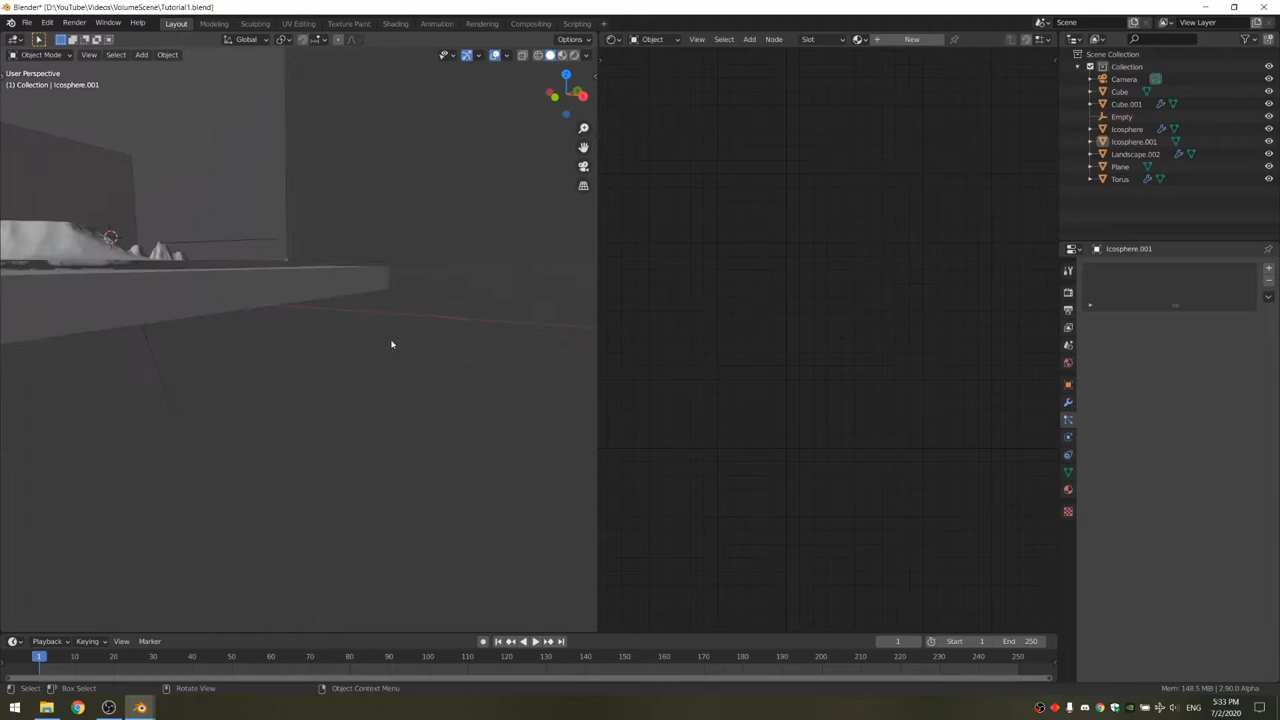 Blender* [D:\YouTube\Videos\VolumeScene\Tutorial1.blend]
File Edit Render Window Help Layout Modeling Sculpting UV Editing Texture Paint Shading Animation Rendering Compositing Scripting Scene View Layer
Global Object View Select Add Node Slot New
Object Mode View Select Add Object Options
User Perspective
(1) Collection | Icosphere.001
Z
Scene Collection
Collection
Camera
Cube
Cube.001
Empty
Icosphere
Icosphere.001
Landscape.002
Plane
Torus
Icosphere.001
Playback Keying View Marker 1 Start 1 End 250
1 10 20 30 40 50 60 70 80 90 100 110 120 130 140 150 160 170 180 190 200 210 220 230 240 250
Select Box Select Rotate View Object Context Menu Mem: 148.5 MiB | 2.90.0 Alpha
ENG
5:33 PM
7/2/2020